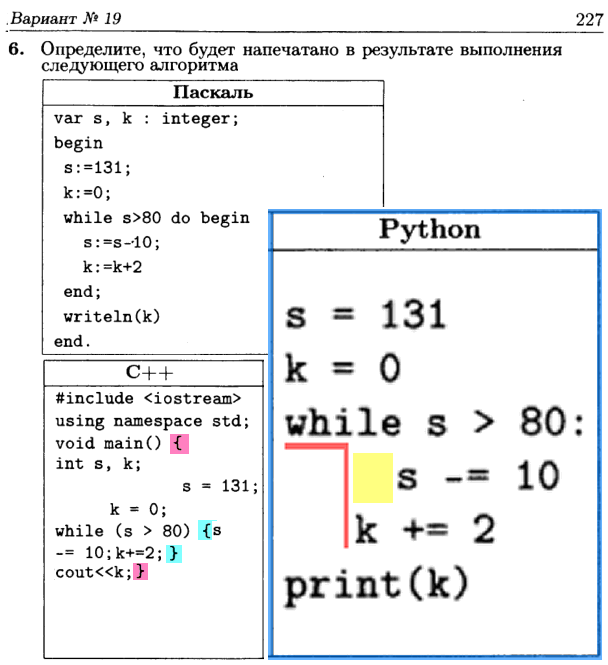 Вариант № 19 227
6. Определите, что будет напечатано в результате выполнения
следующего алгоритма
Паскаль
var s, k : integer;
begin
s:=131;
k:=0;
while s>80 do begin
s:=s-10;
k:=k+2
end;
writeln(k)
end.
C++
#include <iostream>
using namespace std;
void main() {
int s, k;
s = 131;
k = 0;
while (s > 80) {s
-= 10;k+=2;}
cout<<k;}
Python
s = 131
k = 0
while s > 80:
s -= 10
k += 2
print(k)